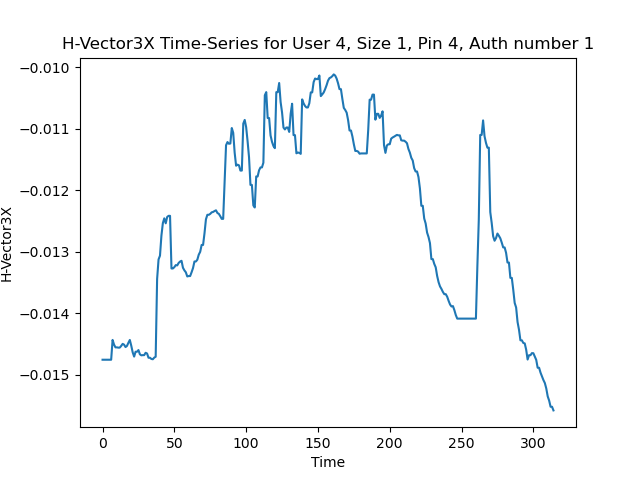 H-Vector3X Time-Series for User 4, Size 1, Pin 4, Auth number 1
−0.010
−0.011
−0.012
−0.013
−0.014
−0.015
H-Vector3X
0 50 100 150 200 250 300
Time